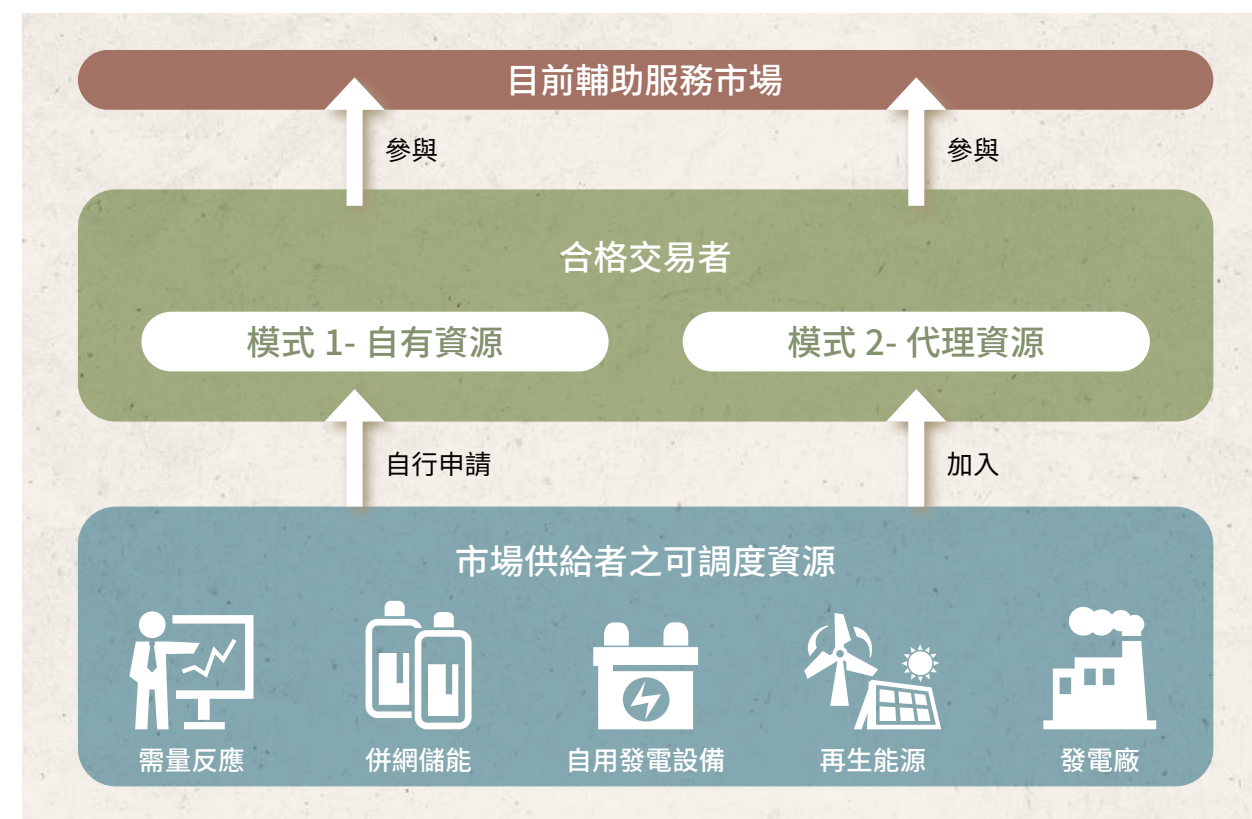 目前輔助服務市場
參與
參與
合格交易者
模式 1- 自有資源
模式 2- 代理資源
自行申請
加入
市場供給者之可調度資源
需量反應
併網儲能
自用發電設備
再生能源
發電廠